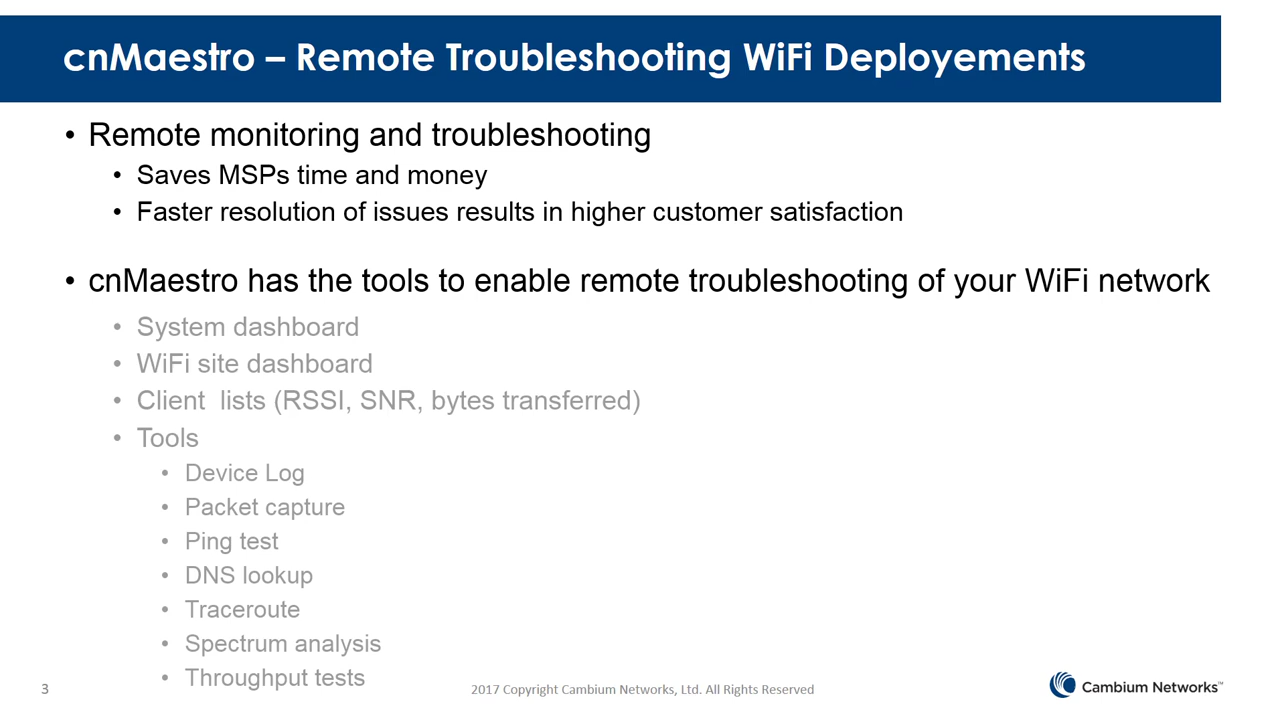 cnMaestro – Remote Troubleshooting WiFi Deployements
• Remote monitoring and troubleshooting
• Saves MSPs time and money
• Faster resolution of issues results in higher customer satisfaction
• cnMaestro has the tools to enable remote troubleshooting of your WiFi network
• System dashboard
• WiFi site dashboard
• Client  lists (RSSI, SNR, bytes transferred)
• Tools
• Device Log
• Packet capture
• Ping test
• DNS lookup
• Traceroute
• Spectrum analysis
• Throughput tests
3
2017 Copyright Cambium Networks, Ltd. All Rights Reserved
Cambium Networks™